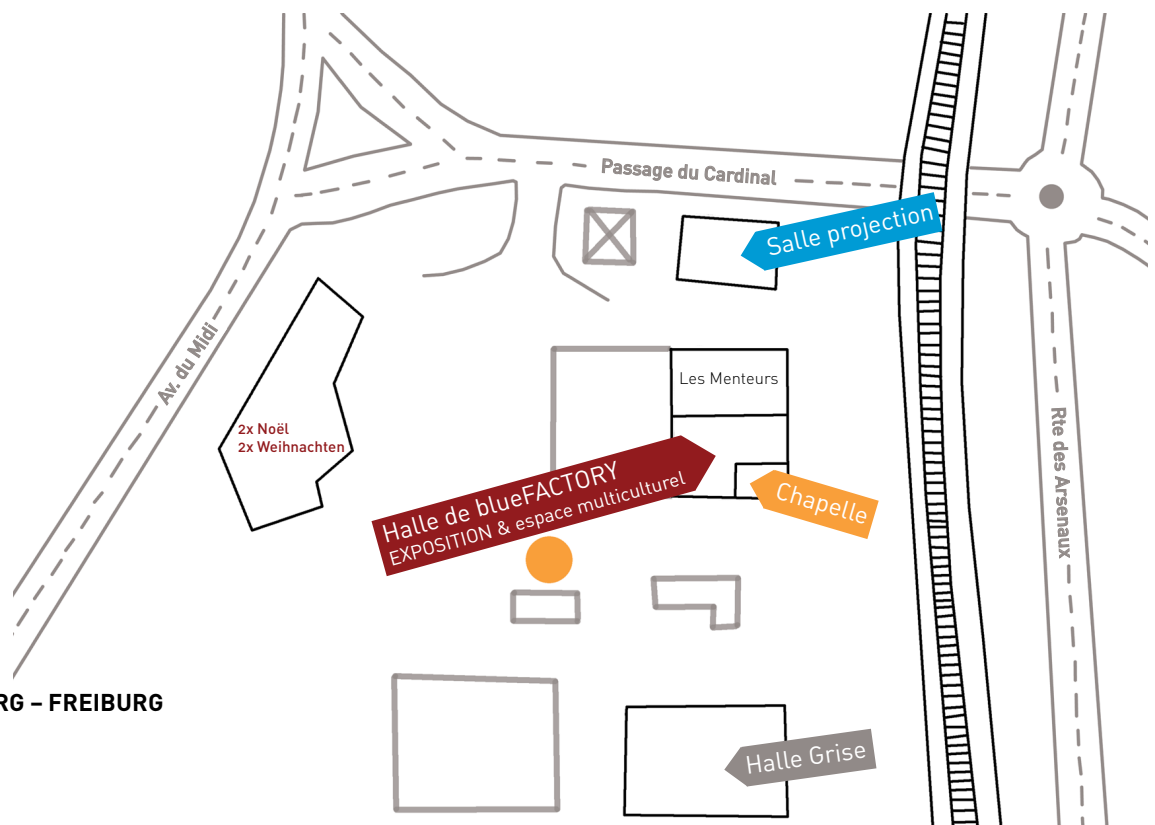 Passage du Cardinal
Salle projection
Av. du Midi
Les Menteurs
2x Noël
2x Weihnachten
Rte des Arsenaux
Halle de blueFACTORY
EXPOSITION & espace multiculturel
Chapelle
RG – FREIBURG
Halle Grise